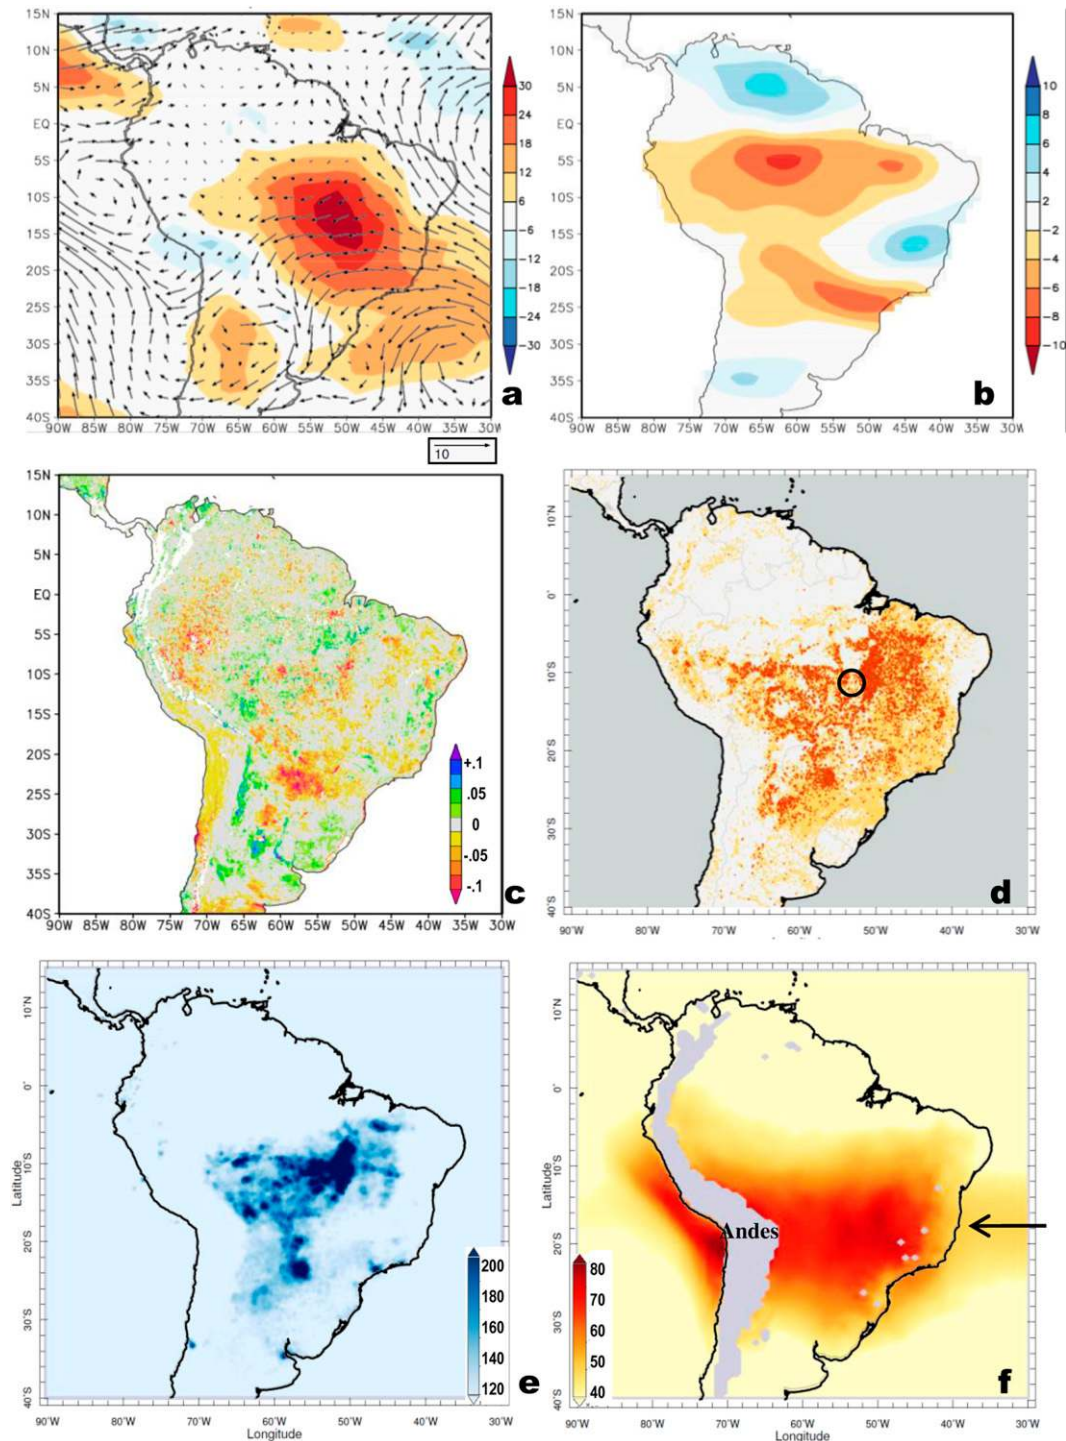 15N
10N
5N
EQ
5S
10S
15S
20S
25S
30S
35S
40S
90W 85W 80W 75W 70W 65W 60W 55W 50W 45W 40W 35W 30W
30
24
18
12
6
-6
-12
-18
-24
-30
a
10
15N
10N
5N
EQ
5S
10S
15S
20S
25S
30S
35S
40S
90W 85W 80W 75W 70W 65W 60W 55W 50W 45W 40W 35W 30W
10
8
6
4
2
-2
-4
-6
-8
-10
b
15N
10N
5N
EQ
5S
10S
15S
20S
25S
30S
35S
40S
90W 85W 80W 75W 70W 65W 60W 55W 50W 45W 40W 35W 30W
+.1
.05
0
-.05
-.1
c
10°N
0°
10°S
20°S
30°S
40°S
90°W 80°W 70°W 60°W 50°W 40°W 30°W
d
Latitude
10°N
0°
10°S
20°S
30°S
40°S
90°W 80°W 70°W 60°W 50°W 40°W 30°W
Longitude
200
180
160
140
120
e
Latitude
10°N
0°
10°S
20°S
30°S
40°S
90°W 80°W 70°W 60°W 50°W 40°W 30°W
Longitude
Andes
80
70
60
50
40
f